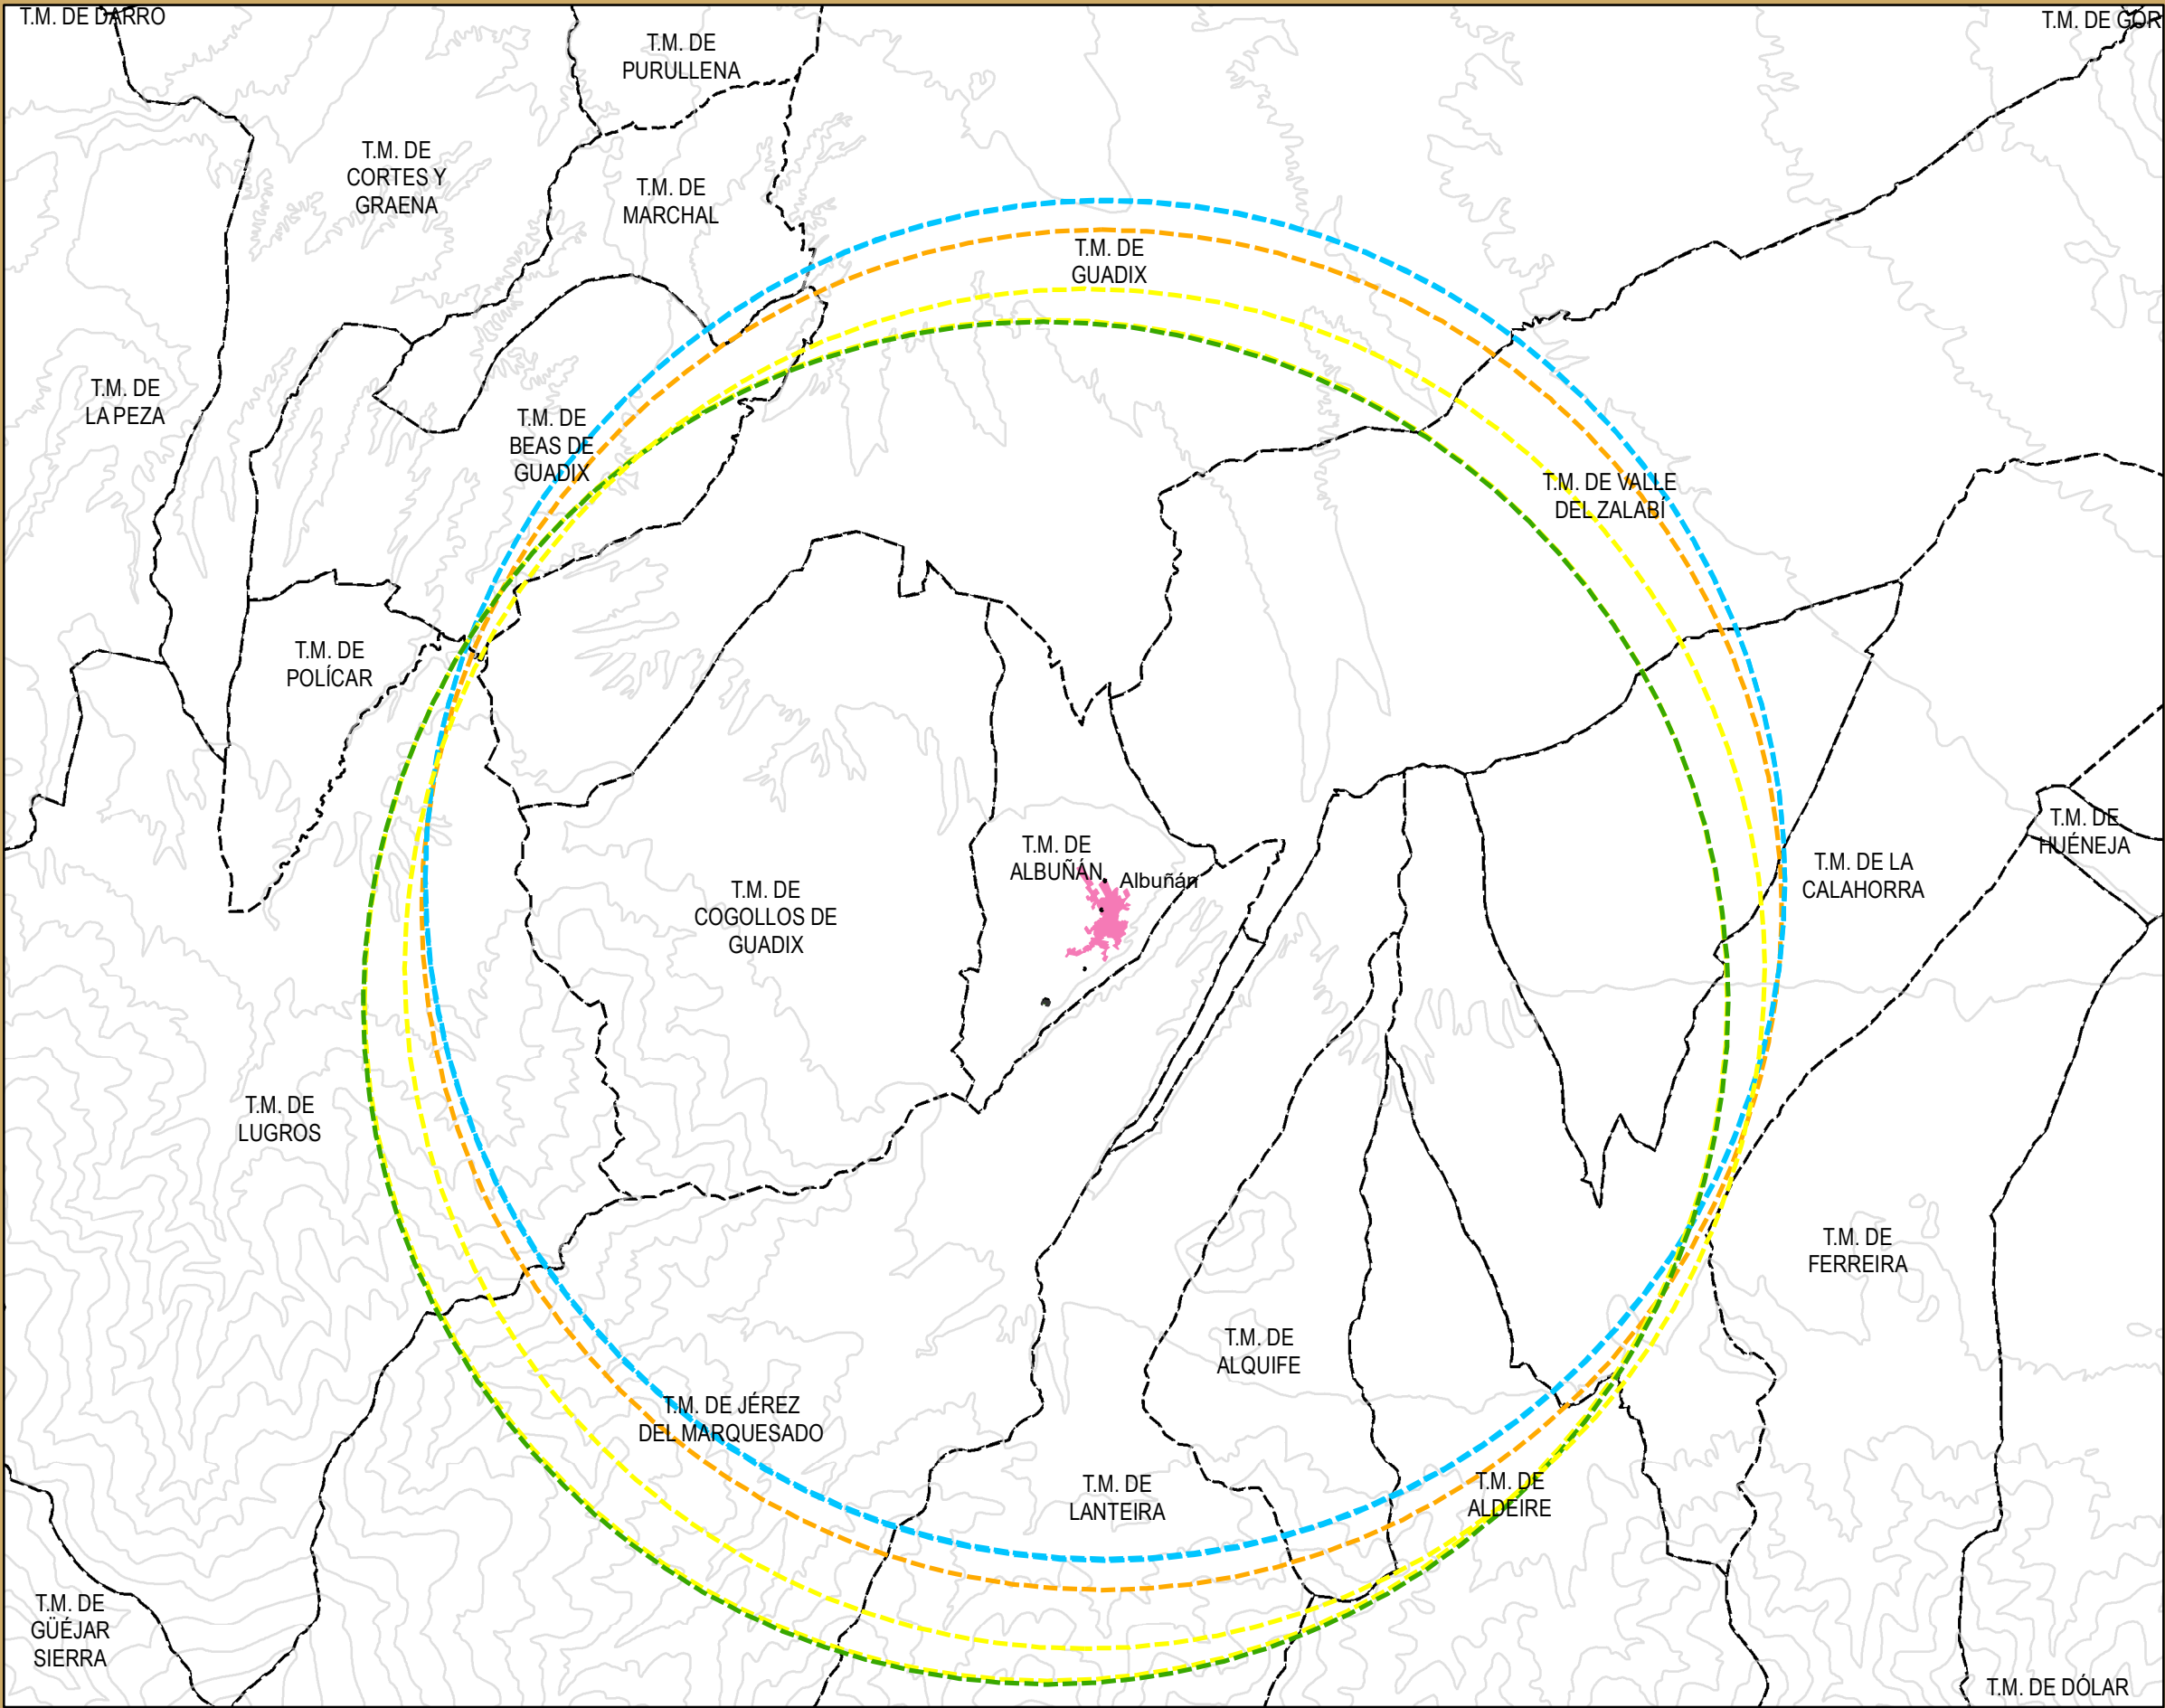 T.M. DE DARRO
T.M. DE GOR
T.M. DE
PURULLENA
T.M. DE
CORTES Y
GRAENA
T.M. DE
MARCHAL
T.M. DE
GUADIX
T.M. DE
LA PEZA
T.M. DE
BEAS DE
GUADIX
T.M. DE VALLE
DEL ZALABÍ
T.M. DE
POLÍCAR
T.M. DE
HUÉNEJA
T.M. DE
ALBUÑÁN
Albuñán
T.M. DE LA
CALAHORRA
T.M. DE
COGOLLOS DE
GUADIX
T.M. DE
LUGROS
T.M. DE
FERREIRA
T.M. DE
ALQUIFE
T.M. DE JÉREZ
DEL MARQUESADO
T.M. DE
LANTEIRA
T.M. DE
ALDEIRE
T.M. DE
GÜÉJAR
SIERRA
T.M. DE DÓLAR